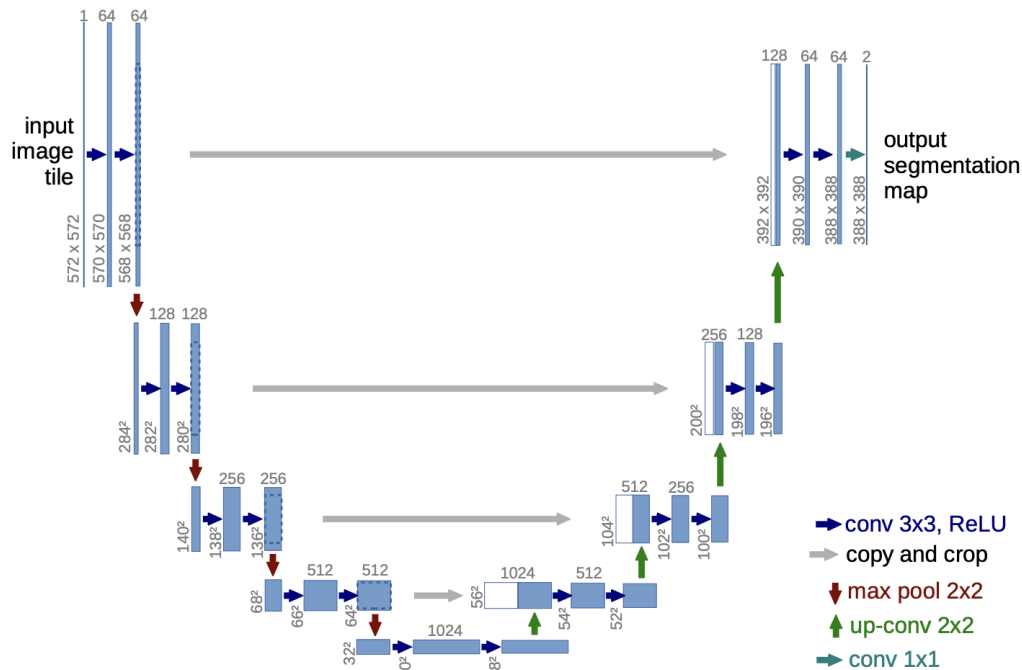 1 64 64
128 64 64 2
input
image
tile
output
segmentation
map
572 x 572
570 x 570
568 x 568
392 x 392
390 x 390
388 x 388
388 x 388
128 128
256 128
284²
282²
280²
200²
198²
196²
256 256
512 256
140²
138²
136²
104²
102²
100²
512 512
1024 512
68²
66²
64²
56²
54²
52²
1024
32²
0²
8²
conv 3x3, ReLU
copy and crop
max pool 2x2
up-conv 2x2
conv 1x1